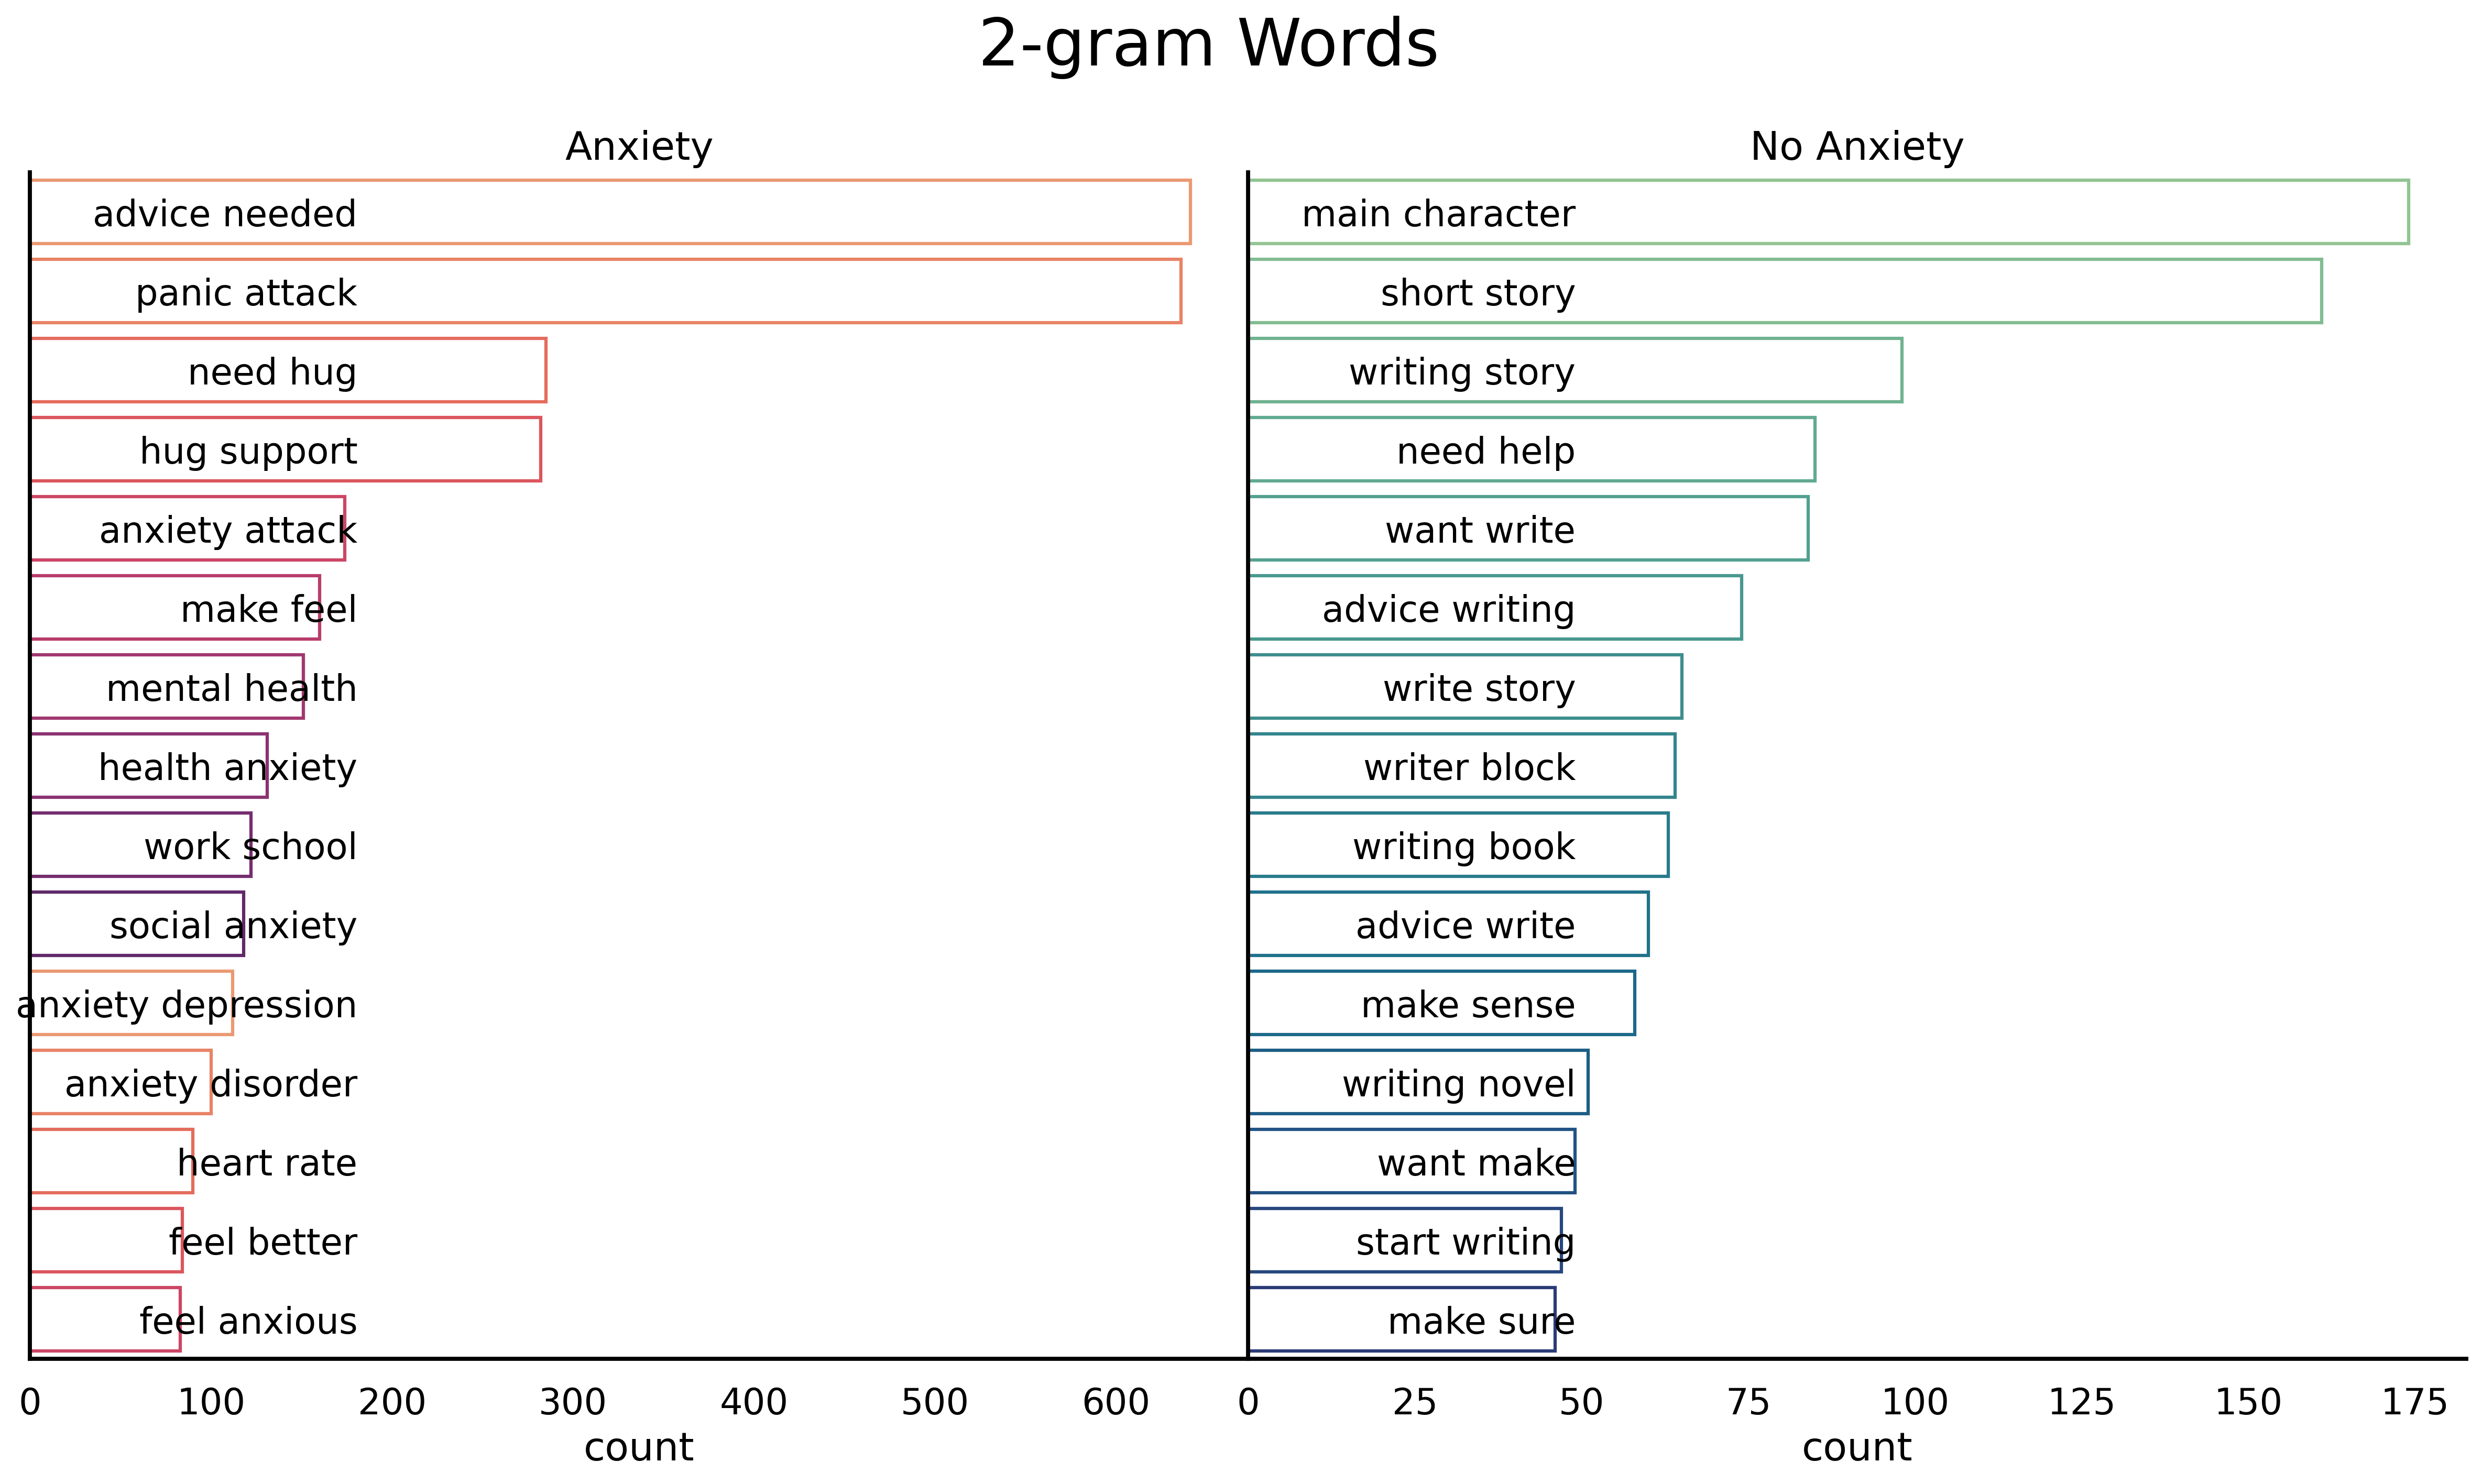 2-gram Words
Anxiety
advice needed
panic attack
need hug
hug support
anxiety attack
make feel
mental health
health anxiety
work school
social anxiety
anxiety depression
anxiety disorder
heart rate
feel better
feel anxious
0 100 200 300 400 500 600
count
No Anxiety
main character
short story
writing story
need help
want write
advice writing
write story
writer block
writing book
advice write
make sense
writing novel
want make
start writing
make sure
0 25 50 75 100 125 150 175
count